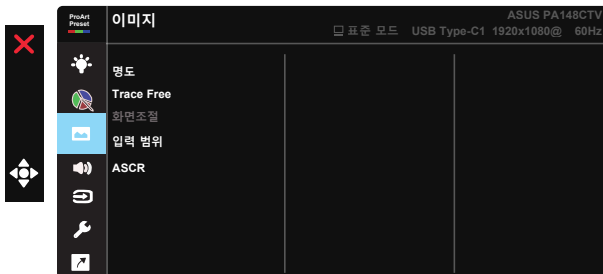 ProArt
Preset
이미지
ASUS PA148CTV
표준 모드 USB Type-C1 1920x1080@ 60Hz
명도
Trace Free
화면조절
입력 범위
ASCR